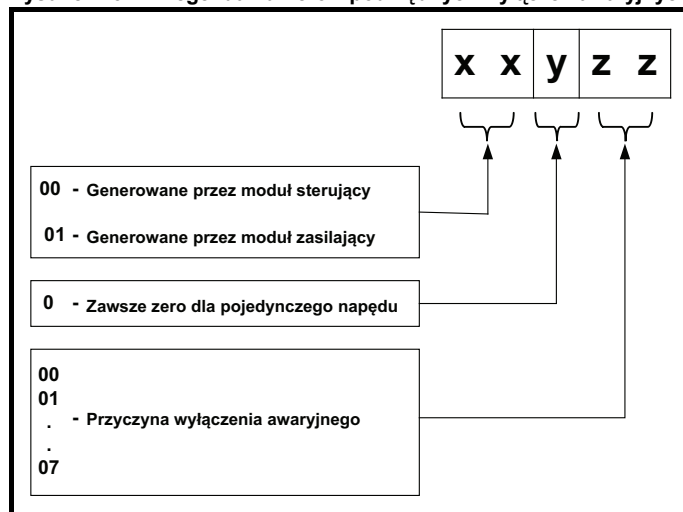 x x y z z
00 - Generowane przez moduł sterujący
01 - Generowane przez moduł zasilający
0 - Zawsze zero dla pojedynczego napędu
00
01
.
- Przyczyna wyłączenia awaryjnego
.
07